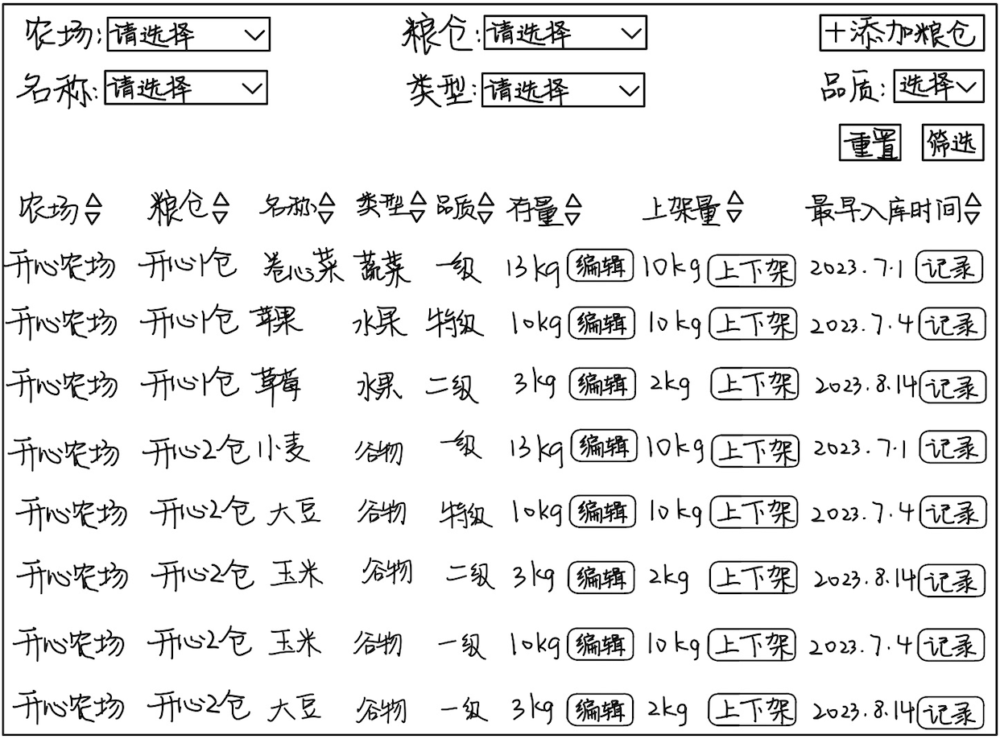 农场: 请选择 粮仓: 请选择 +添加粮仓
名称: 请选择 类型: 请选择 品质: 选择
重置 筛选
农场 粮仓 名称 类型 品质 存量 上架量 最早入库时间
开心农场 开心1仓 卷心菜 蔬菜 一级 13kg 编辑 10kg 上下架 2023.7.1 记录
开心农场 开心1仓 苹果 水果 特级 10kg 编辑 10kg 上下架 2023.7.4 记录
开心农场 开心1仓 草莓 水果 二级 3kg 编辑 2kg 上下架 2023.8.14 记录
开心农场 开心2仓 小麦 谷物 一级 13kg 编辑 10kg 上下架 2023.7.1 记录
开心农场 开心2仓 大豆 谷物 特级 10kg 编辑 10kg 上下架 2023.7.4 记录
开心农场 开心2仓 玉米 谷物 二级 3kg 编辑 2kg 上下架 2023.8.14 记录
开心农场 开心2仓 玉米 谷物 一级 10kg 编辑 10kg 上下架 2023.7.4 记录
开心农场 开心2仓 大豆 谷物 一级 3kg 编辑 2kg 上下架 2023.8.14 记录